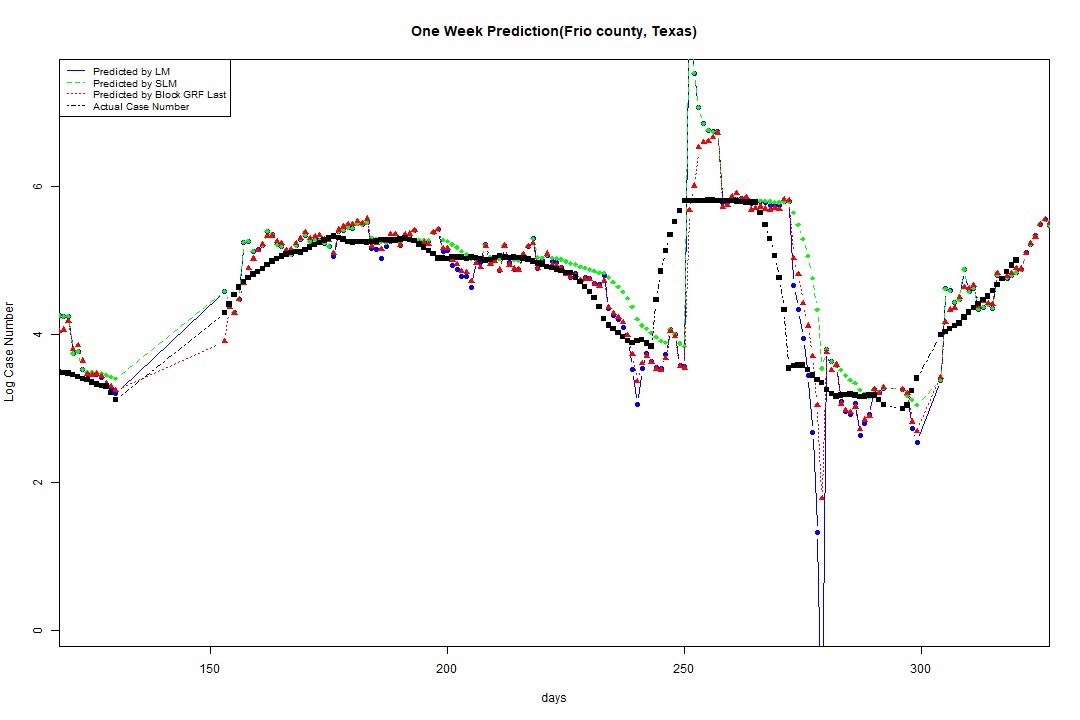 One Week Prediction(Frio county, Texas)
Predicted by LM
Predicted by SLM
Predicted by Block GRF Last
Actual Case Number
Log Case Number
6
4
2
0
150
200
250
300
days